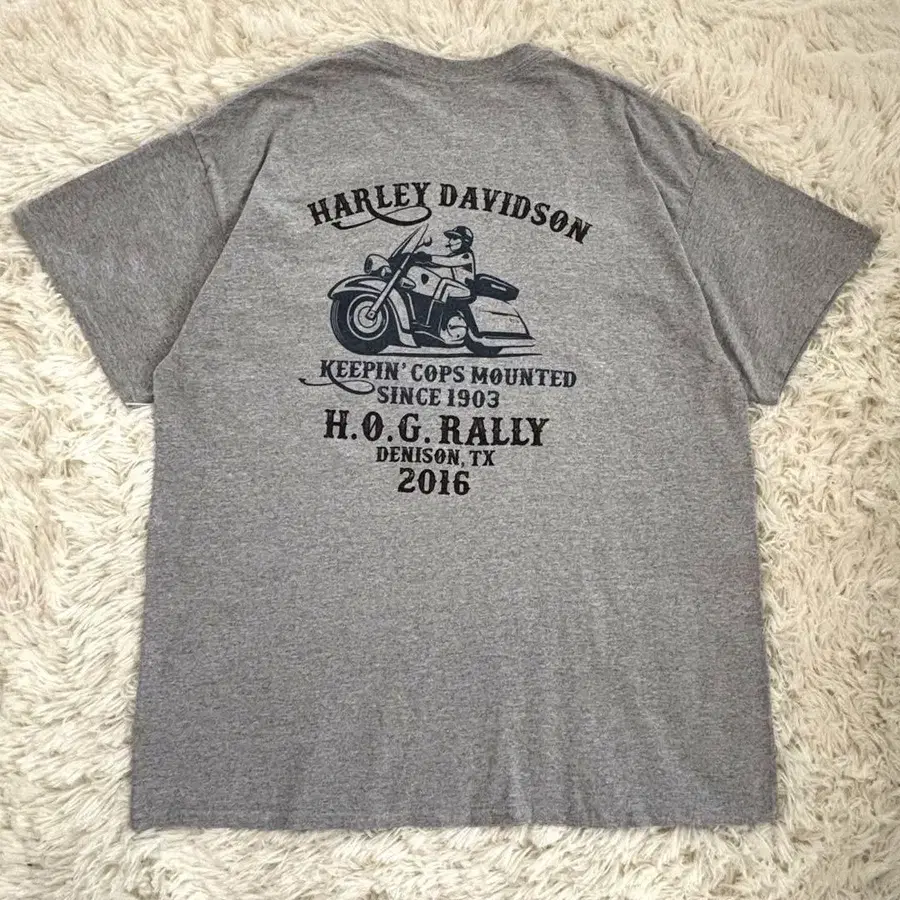 HARLEY DAVIDSON
KEEPIN' COPS MOUNTED
SINCE 1903
H.O.G. RALLY
DENISON, TX
2016